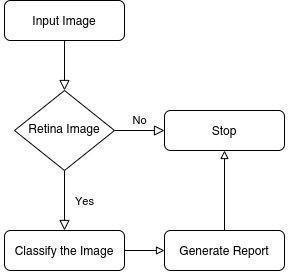 Input Image
Retina Image
No
Stop
Yes
Classify the Image
Generate Report